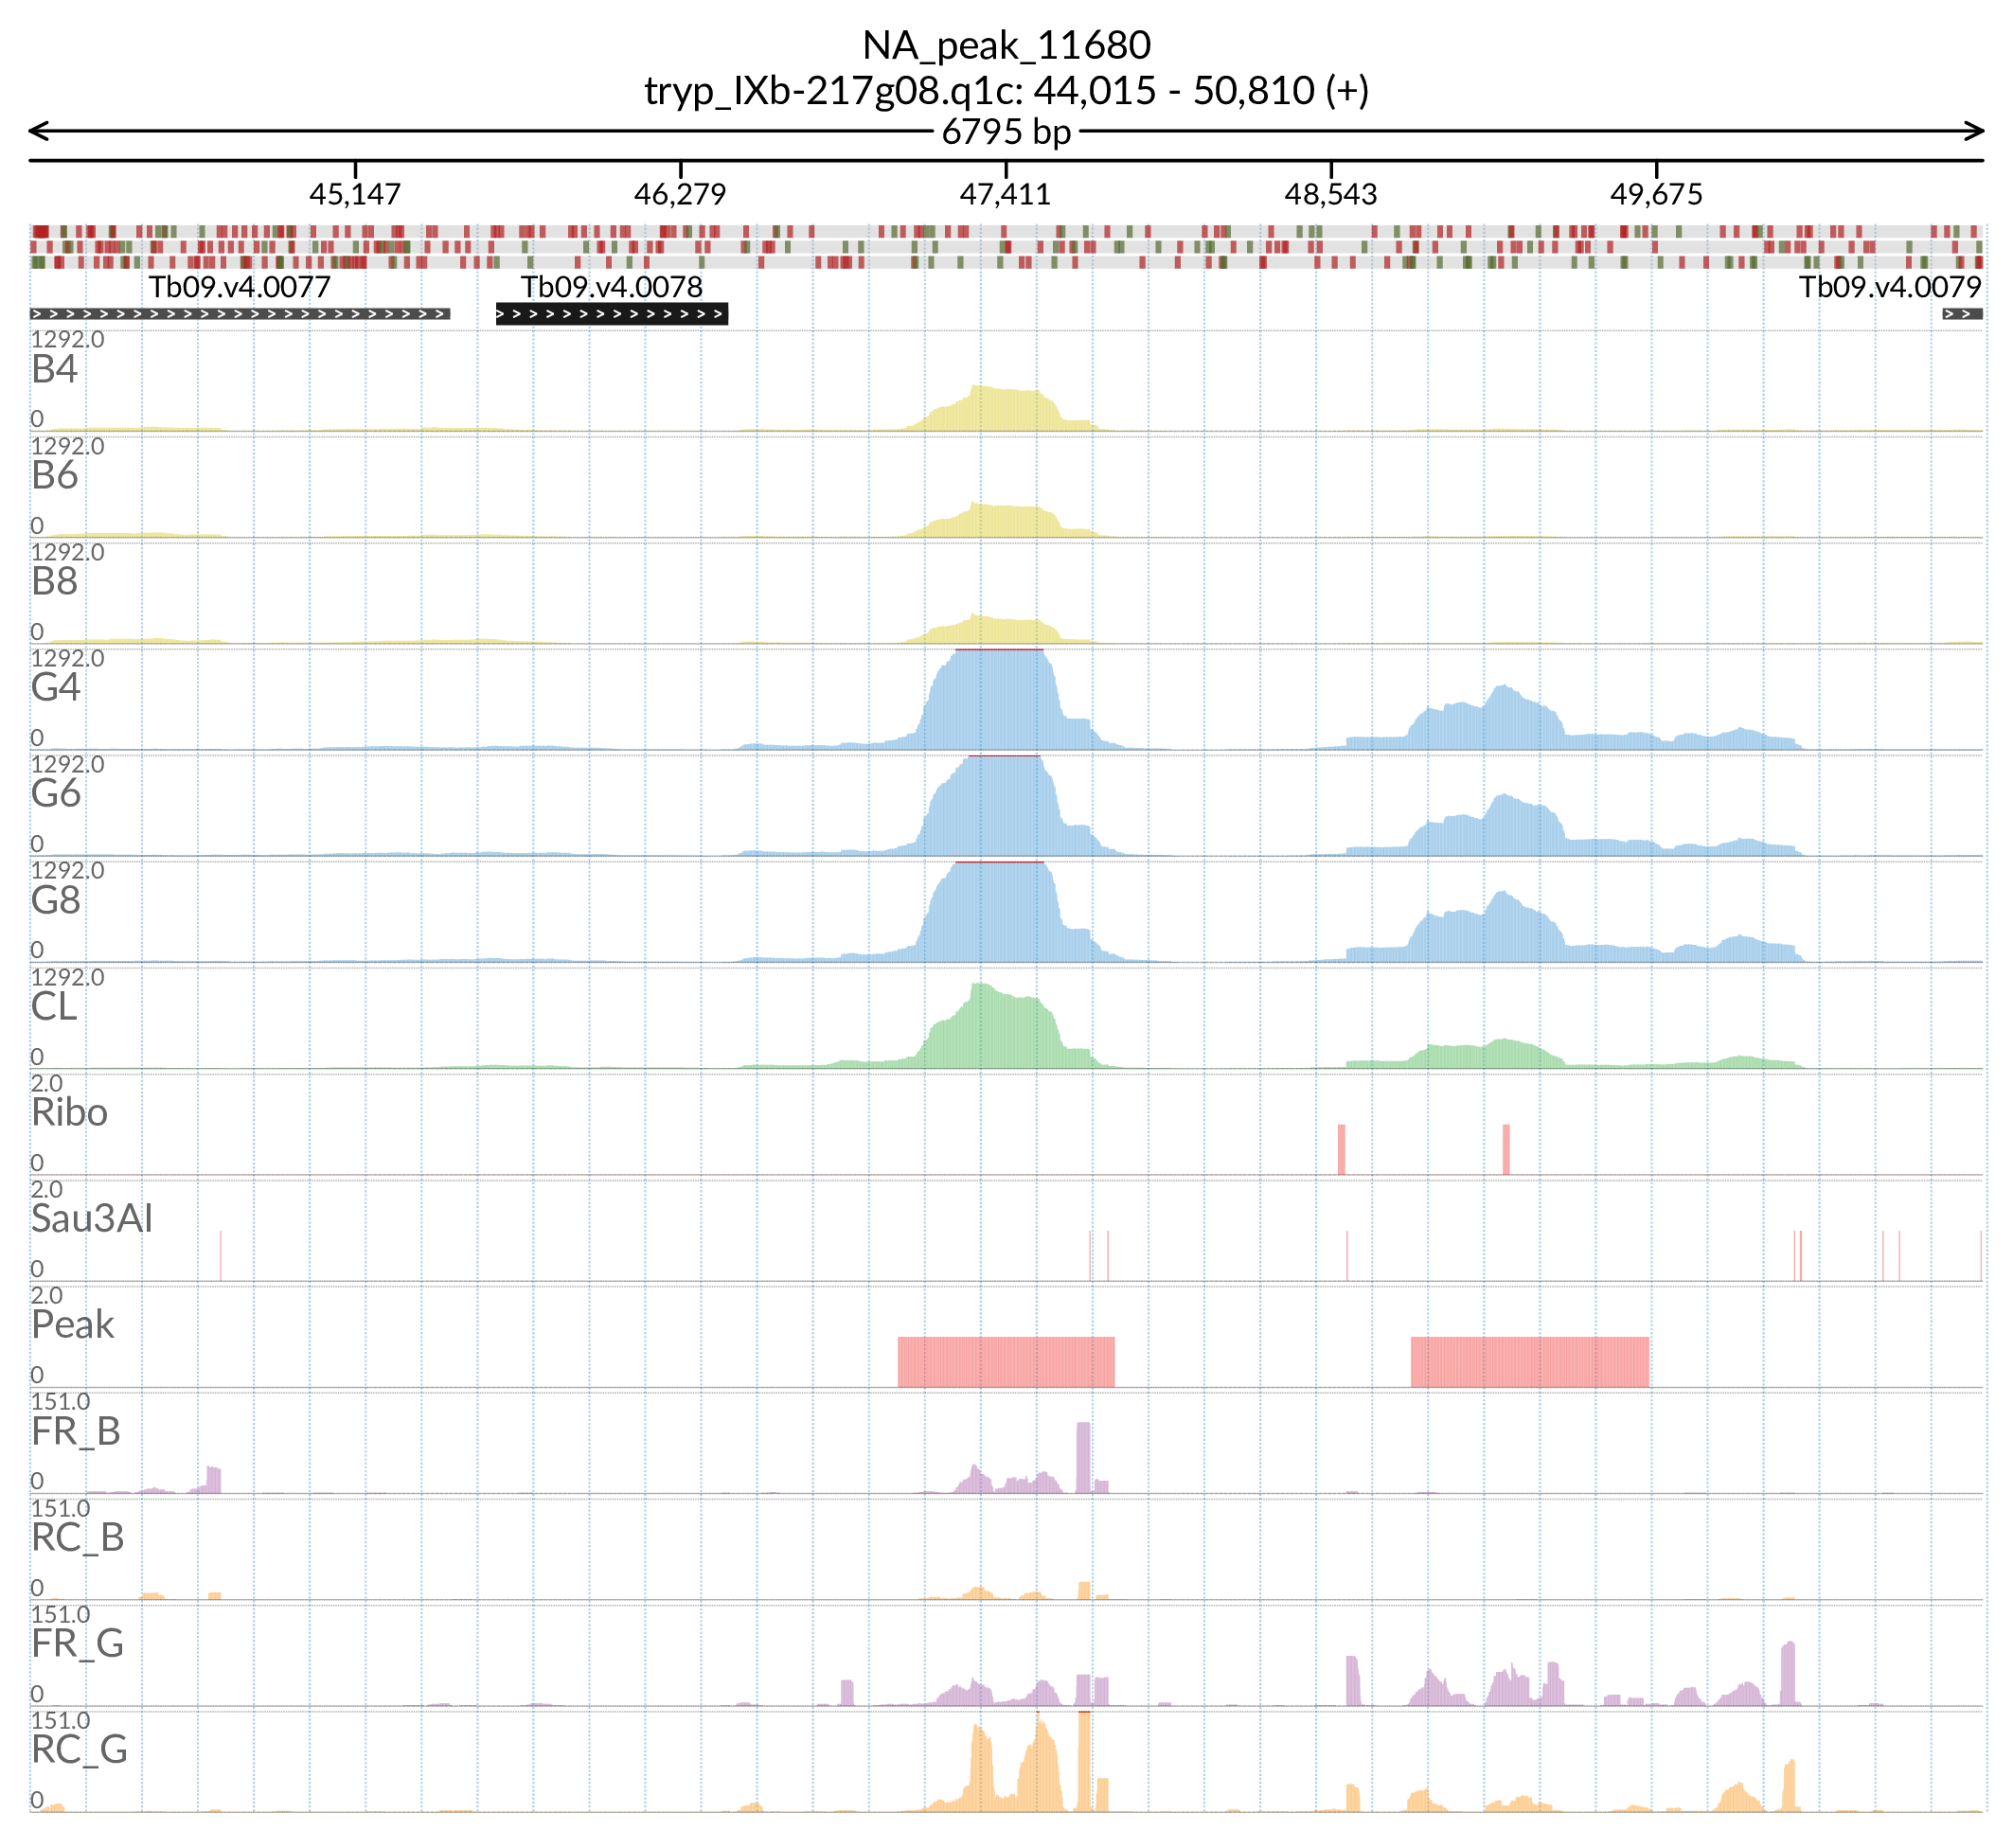 NA_peak_11680
tryp_IXb-217g08.q1c: 44,015 - 50,810 (+)
6795 bp
45,147 46,279 47,411 48,543 49,675
Tb09.v4.0077 Tb09.v4.0078 Tb09.v4.0079
1292.0
B4
0
1292.0
B6
0
1292.0
B8
0
1292.0
G4
0
1292.0
G6
0
1292.0
G8
0
1292.0
CL
0
2.0
Ribo
0
2.0
Sau3AI
0
2.0
Peak
0
151.0
FR_B
0
151.0
RC_B
0
151.0
FR_G
0
151.0
RC_G
0